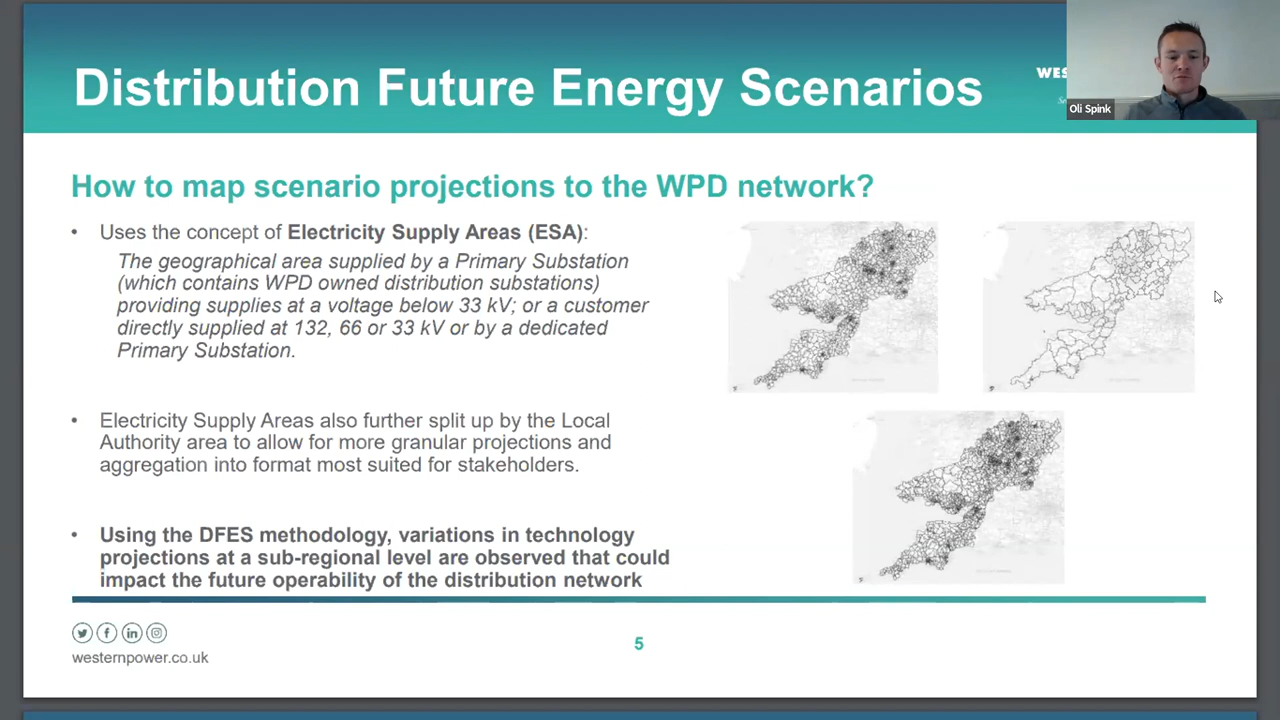 Distribution Future Energy Scenarios
WES
Oli Spink
How to map scenario projections to the WPD network?
• Uses the concept of Electricity Supply Areas (ESA):
The geographical area supplied by a Primary Substation
(which contains WPD owned distribution substations)
providing supplies at a voltage below 33 kV; or a customer
directly supplied at 132, 66 or 33 kV or by a dedicated
Primary Substation.
• Electricity Supply Areas also further split up by the Local
Authority area to allow for more granular projections and
aggregation into format most suited for stakeholders.
• Using the DFES methodology, variations in technology
projections at a sub-regional level are observed that could
impact the future operability of the distribution network
5
westernpower.co.uk